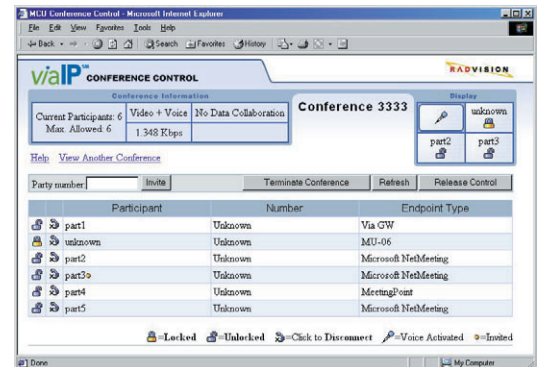 MCU Conference Control - Microsoft Internet Explorer
File Edit View Favorites Tools Help
Back Search Favorites History
viaIP™ CONFERENCE CONTROL
RADVISION
Conference Information
Current Participants: 6
Max. Allowed: 6
Video + Voice
No Data Collaboration
1.348 Kbps
Conference 3333
Display
unknown
part2 part3
Help View Another Conference
Party number: Invite Terminate Conference Refresh Release Control
Participant Number Endpoint Type
part1 Unknown Via GW
unknown Unknown MU-06
part2 Unknown Microsoft NetMeeting
part3 Unknown Microsoft NetMeeting
part4 Unknown MeetingPoint
part5 Unknown Microsoft NetMeeting
=Locked =Unlocked =Click to Disconnect =Voice Activated =Invited
Done My Computer